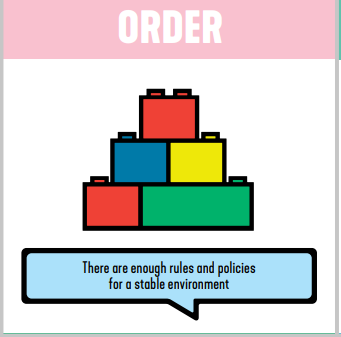 ORDER
There are enough rules and policies
for a stable environment